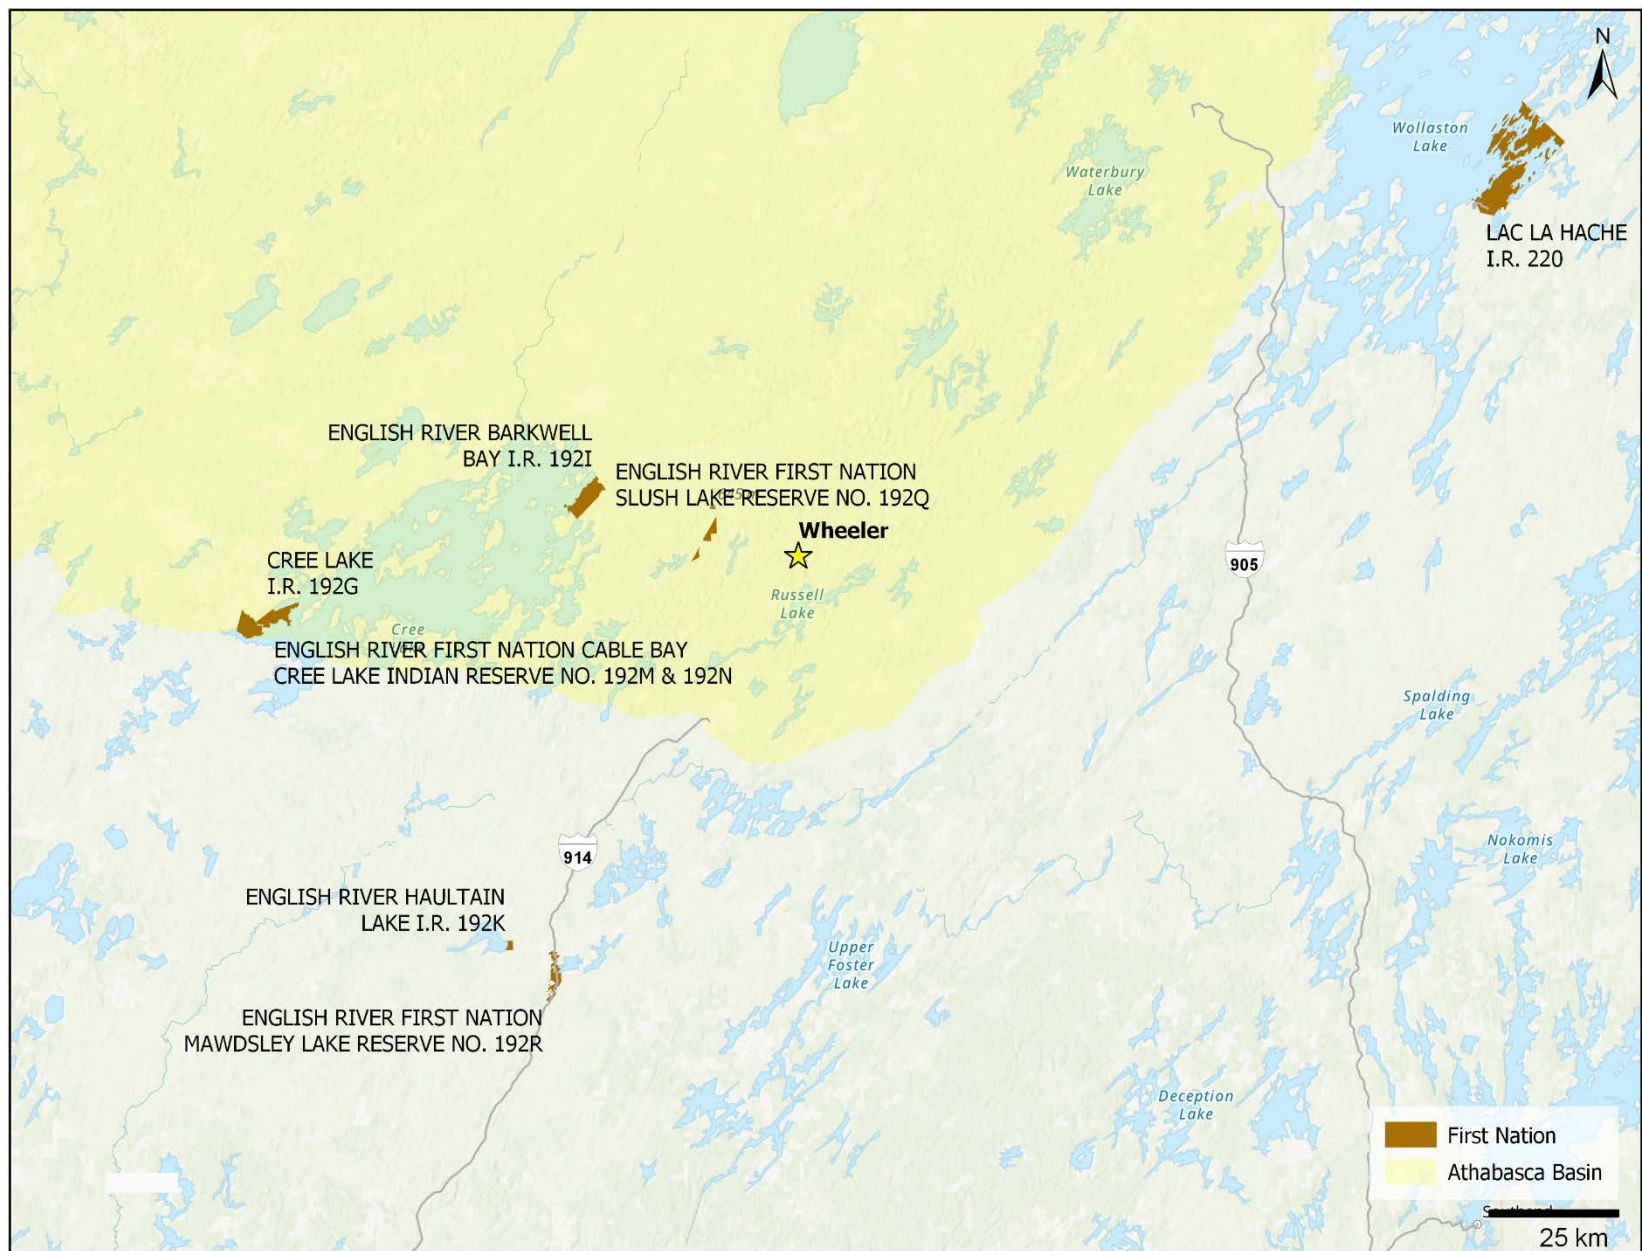 N
Wollaston
Lake
Waterbury
Lake
LAC LA HACHE
I.R. 220
ENGLISH RIVER BARKWELL
BAY I.R. 192I
ENGLISH RIVER FIRST NATION
SLUSH LAKE RESERVE NO. 192Q
Wheeler
905
CREE LAKE
I.R. 192G
Russell
Lake
Cree
ENGLISH RIVER FIRST NATION CABLE BAY
CREE LAKE INDIAN RESERVE NO. 192M & 192N
Spalding
Lake
914
Nokomis
Lake
ENGLISH RIVER HAULTAIN
LAKE I.R. 192K
Upper
Foster
Lake
ENGLISH RIVER FIRST NATION
MAWDSLEY LAKE RESERVE NO. 192R
Deception
Lake
First Nation
Athabasca Basin
25 km